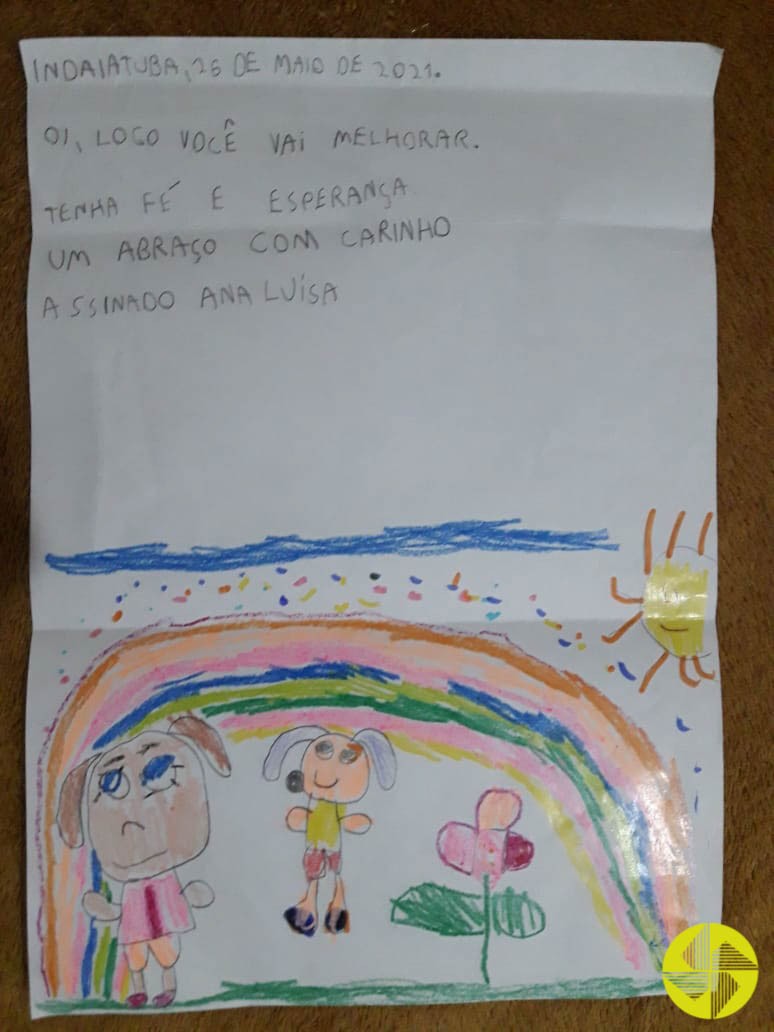 INDAIATUBA, 26 DE MAIO DE 2021.
OI, LOGO VOCÊ VAI MELHORAR.
TENHA FÉ E ESPERANÇA
UM ABRAÇO COM CARINHO
ASSINADO ANA LUÍSA